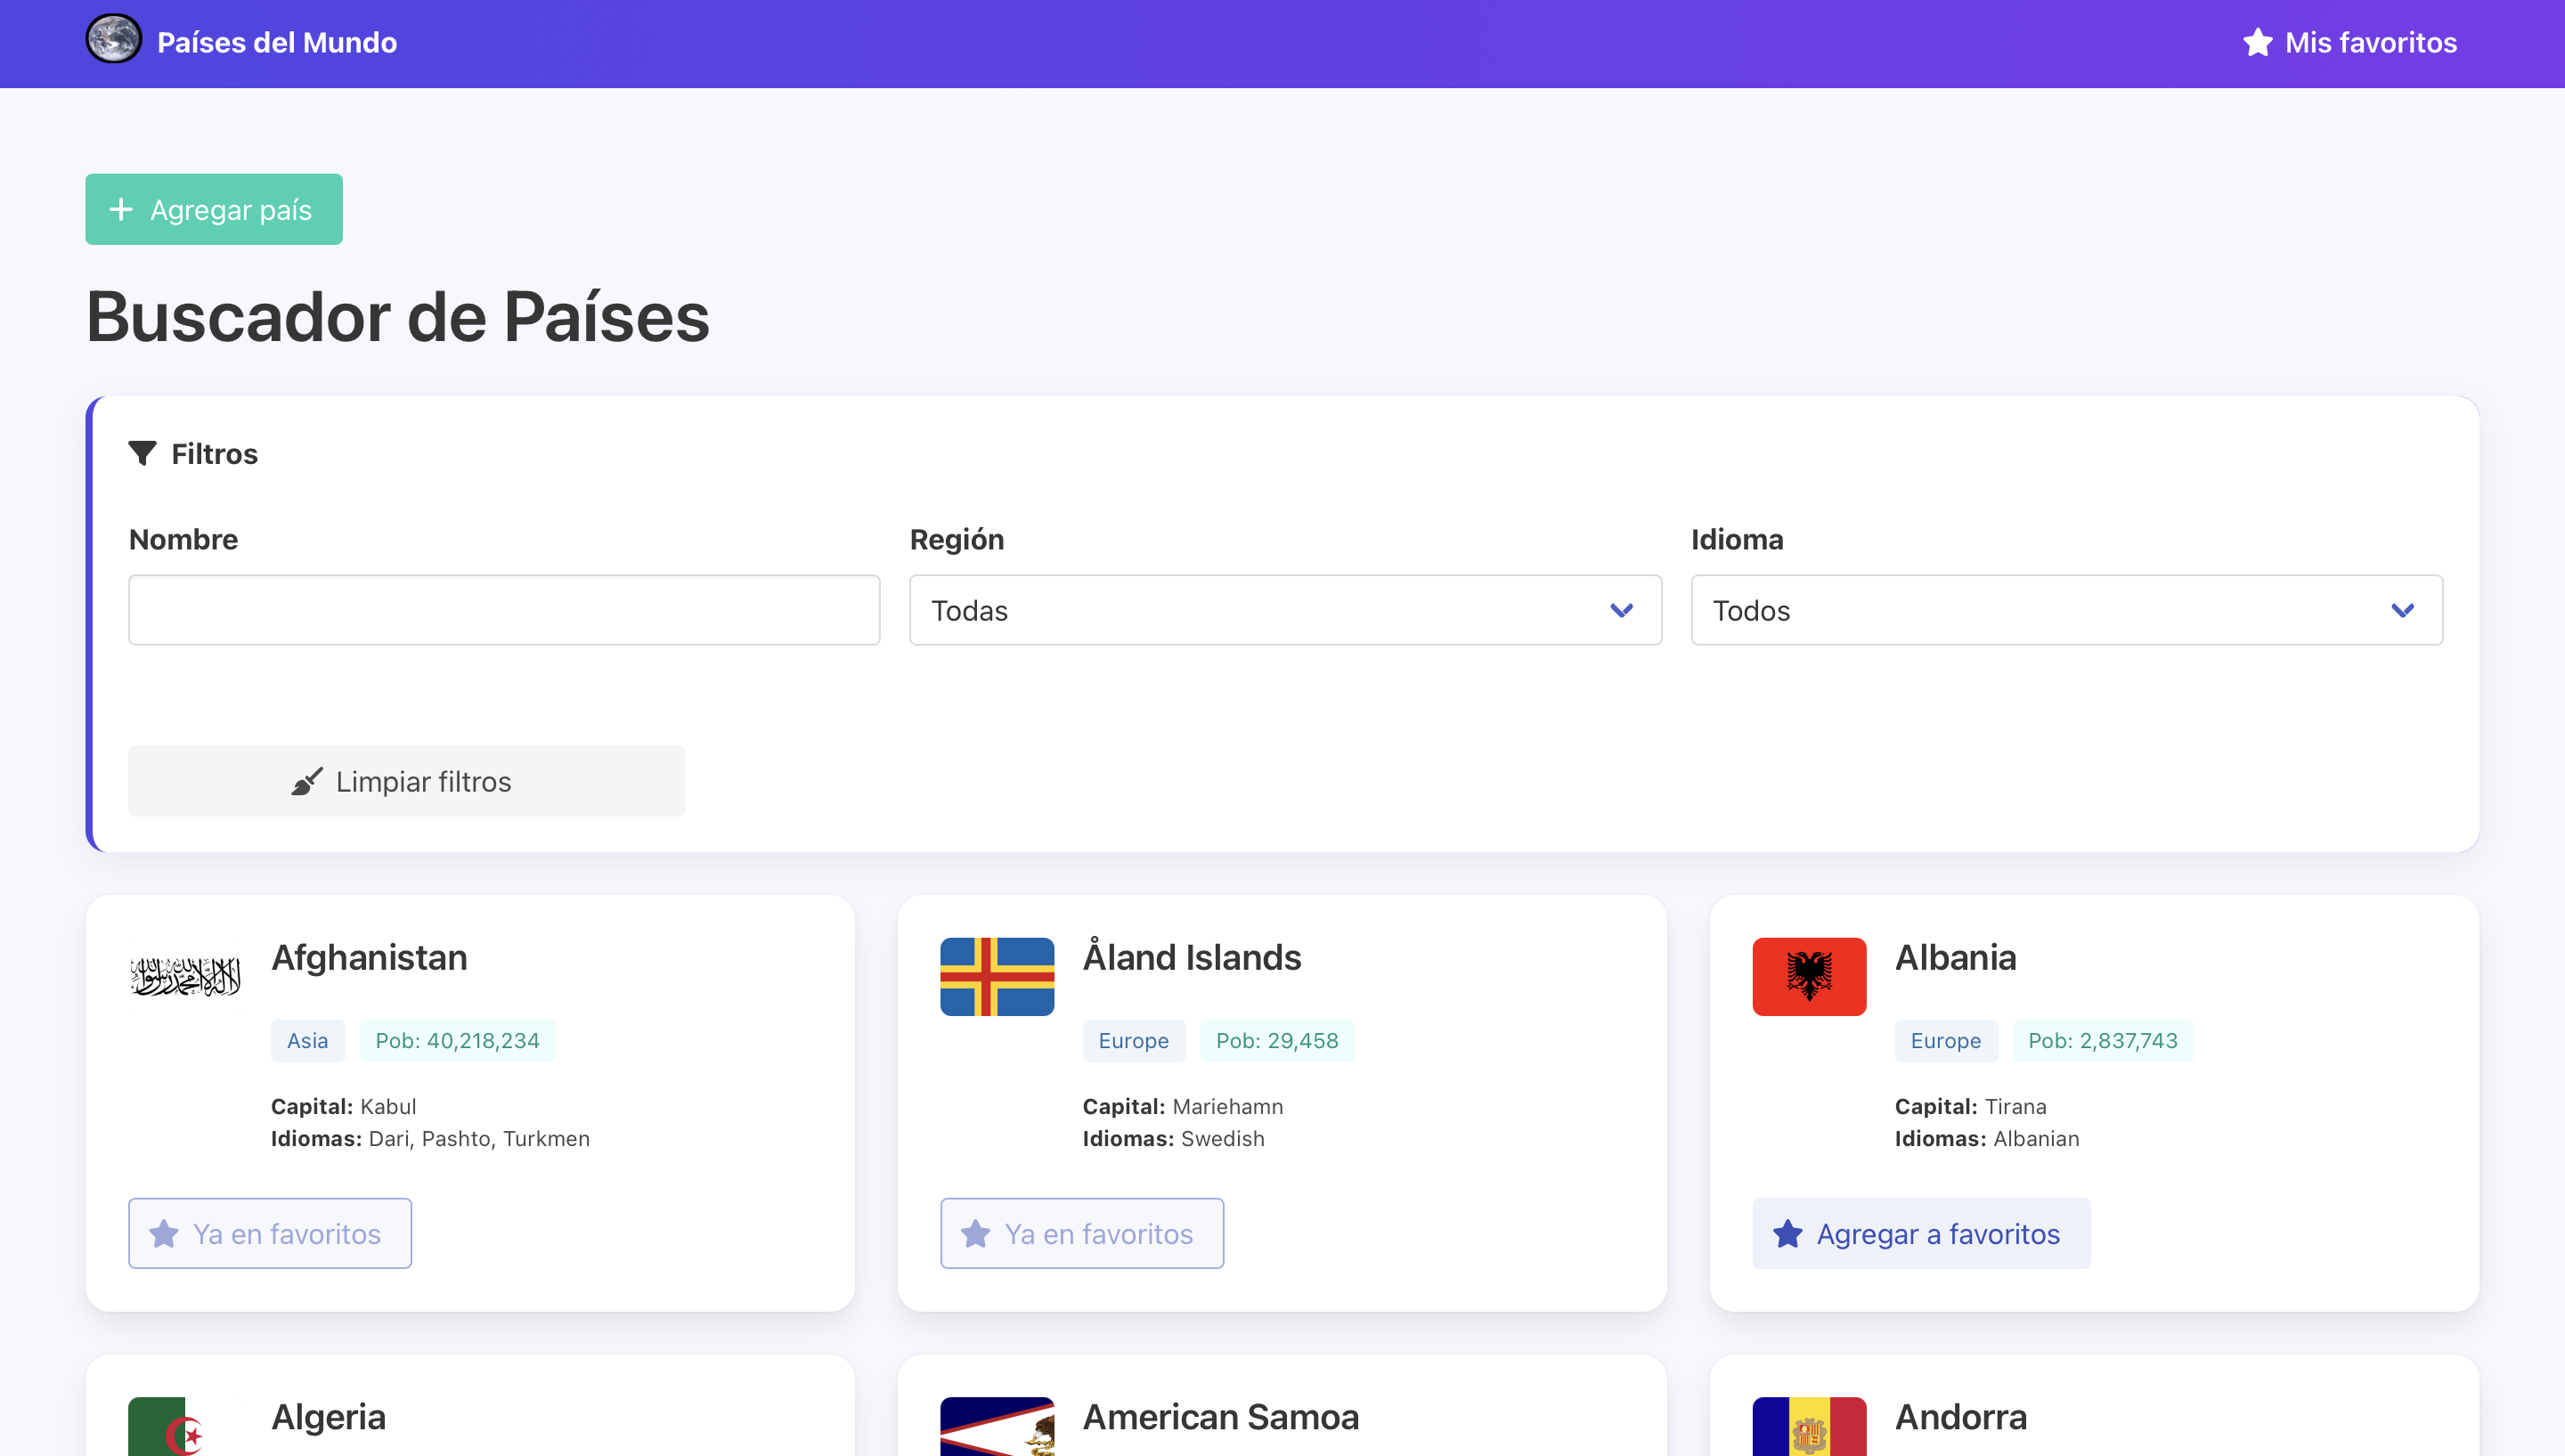 Países del Mundo
Mis favoritos
Agregar país
Buscador de Países
Filtros
Nombre
Región
Idioma
Todas
Todos
Limpiar filtros
Afghanistan
Asia
Pob: 40,218,234
Capital: Kabul
Idiomas: Dari, Pashto, Turkmen
Ya en favoritos
Åland Islands
Europe
Pob: 29,458
Capital: Mariehamn
Idiomas: Swedish
Ya en favoritos
Albania
Europe
Pob: 2,837,743
Capital: Tirana
Idiomas: Albanian
Agregar a favoritos
Algeria
American Samoa
Andorra